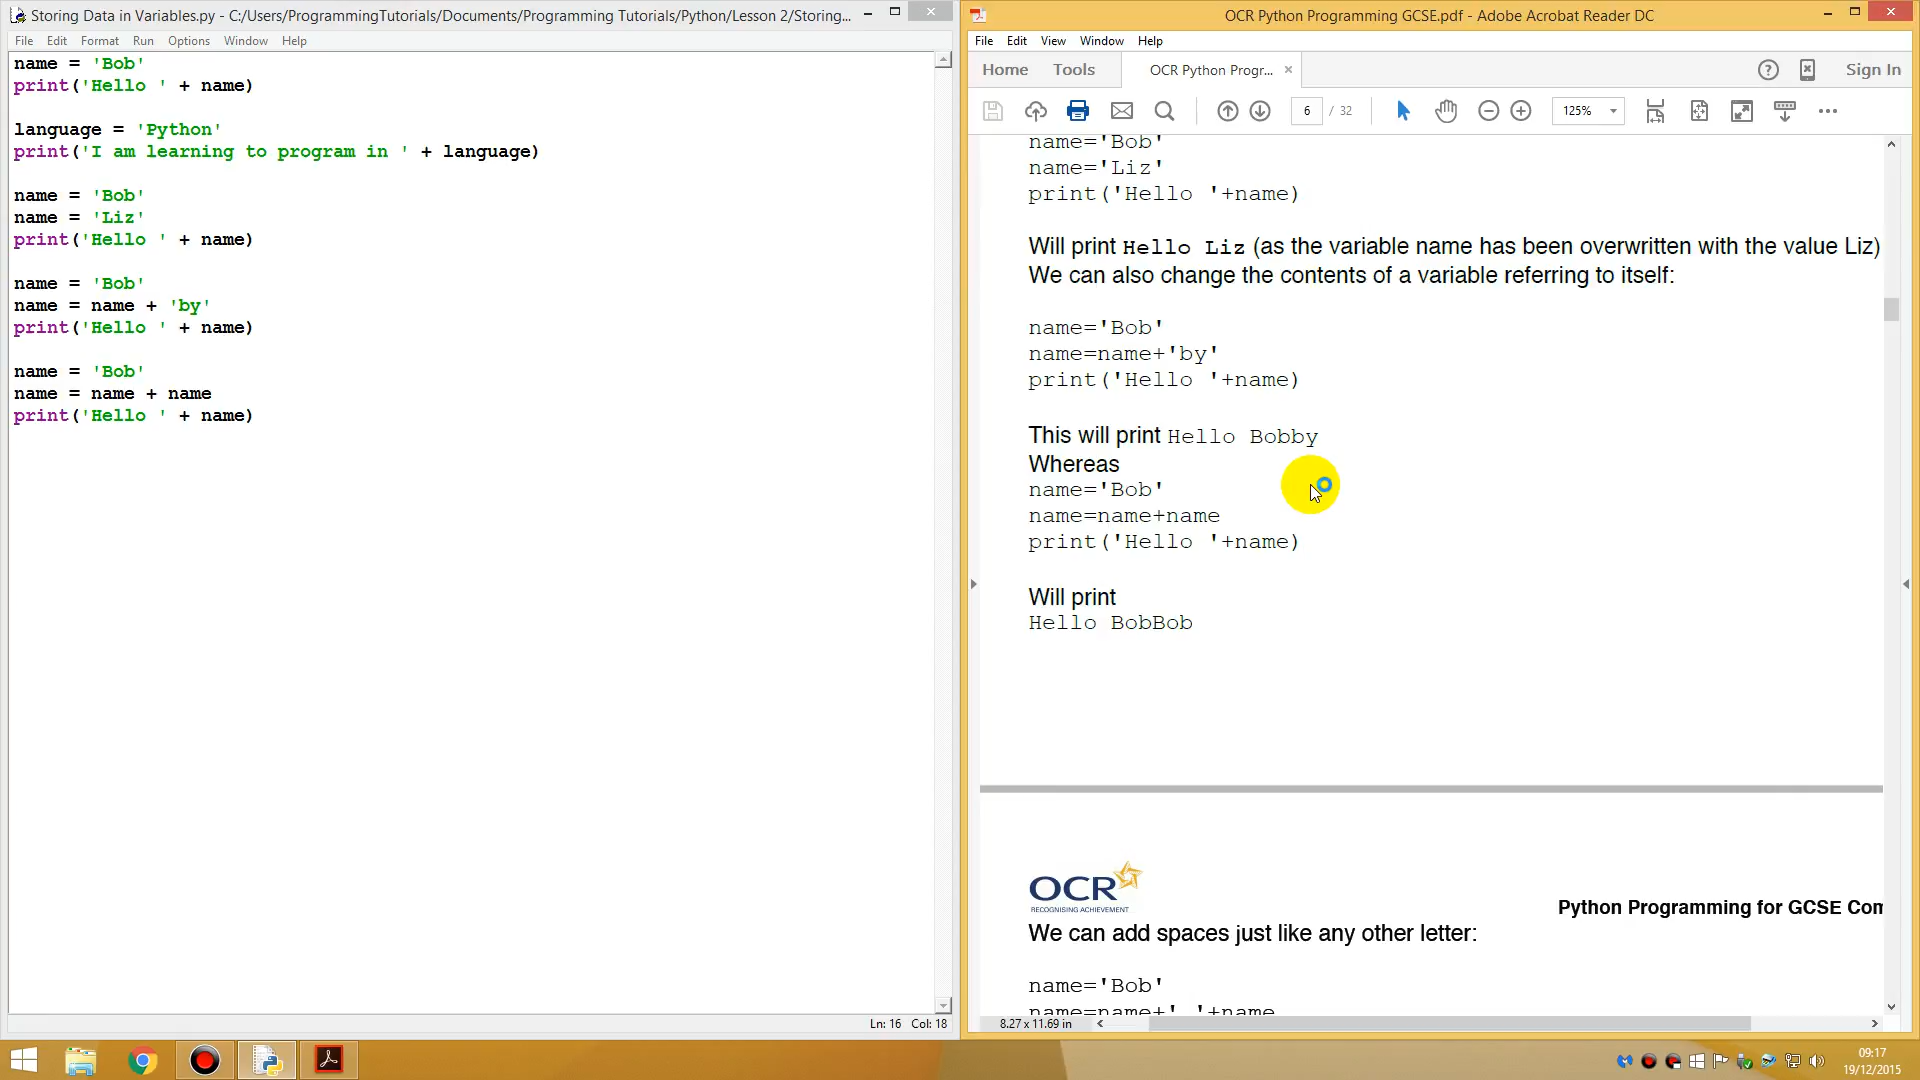 Storing Data in Variables.py - C:/Users/ProgrammingTutorials/Documents/Programming Tutorials/Python/Lesson 2/Storing...
File Edit Format Run Options Window Help
name = 'Bob'
print('Hello ' + name)
language = 'Python'
print('I am learning to program in ' + language)
name = 'Bob'
name = 'Liz'
print('Hello ' + name)
name = 'Bob'
name = name + 'by'
print('Hello ' + name)
name = 'Bob'
name = name + name
print('Hello ' + name)
Ln: 16 Col: 18
OCR Python Programming GCSE.pdf - Adobe Acrobat Reader DC
File Edit View Window Help
Home Tools OCR Python Progr... × Sign In
6 / 32 125%
name='Bob'
name='Liz'
print('Hello '+name)
Will print Hello Liz (as the variable name has been overwritten with the value Liz)
We can also change the contents of a variable referring to itself:
name='Bob'
name=name+'by'
print('Hello '+name)
This will print Hello Bobby
Whereas
name='Bob'
name=name+name
print('Hello '+name)
Will print
Hello BobBob
OCR
RECOGNISING ACHIEVEMENT
Python Programming for GCSE Com
We can add spaces just like any other letter:
name='Bob'
name=name+' '+name
8.27 x 11.69 in
09:17
19/12/2015